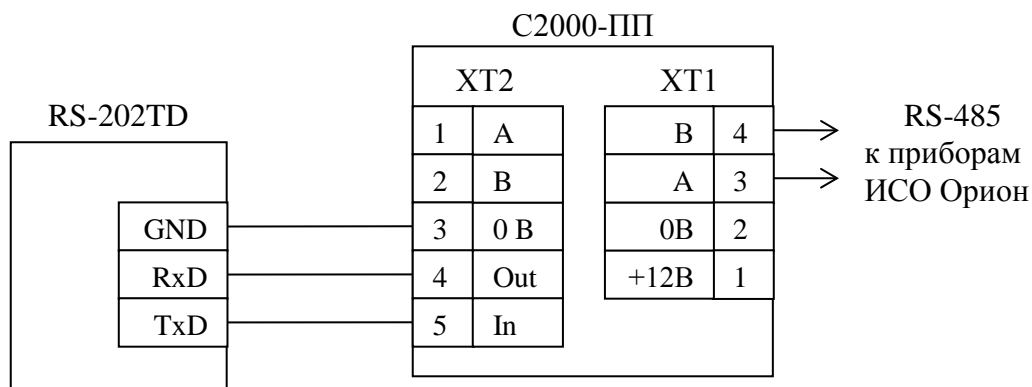 С2000-ПП
XT2
XT1
RS-202TD
1 A
2 B
3 0 В
4 Out
5 In
B 4
A 3
0В 2
+12В 1
GND
RxD
TxD
RS-485
к приборам
ИСО Орион